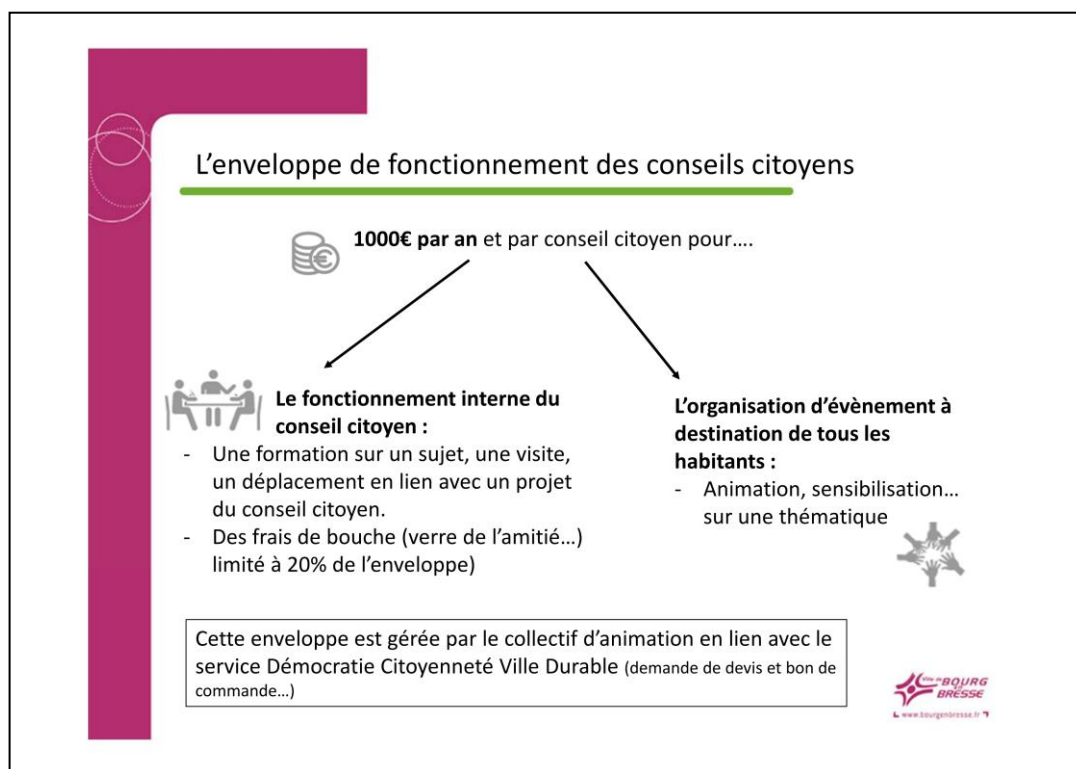 L'enveloppe de fonctionnement des conseils citoyens
1000€ par an et par conseil citoyen pour....
Le fonctionnement interne du
conseil citoyen :
- Une formation sur un sujet, une visite,
un déplacement en lien avec un projet
du conseil citoyen.
- Des frais de bouche (verre de l'amitié...)
limité à 20% de l'enveloppe)
L'organisation d'évènement à
destination de tous les
habitants :
- Animation, sensibilisation...
sur une thématique
Cette enveloppe est gérée par le collectif d'animation en lien avec le
service Démocratie Citoyenneté Ville Durable (demande de devis et bon de
commande...)
Ville de BOURG
EN
BRESSE
www.bourgenbresse.fr